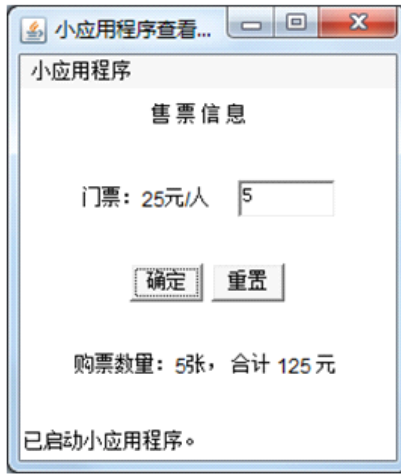 小应用程序查看...
小应用程序
售票信息
门票：25元/人 5
确定 重置
购票数量：5张，合计 125 元
已启动小应用程序。